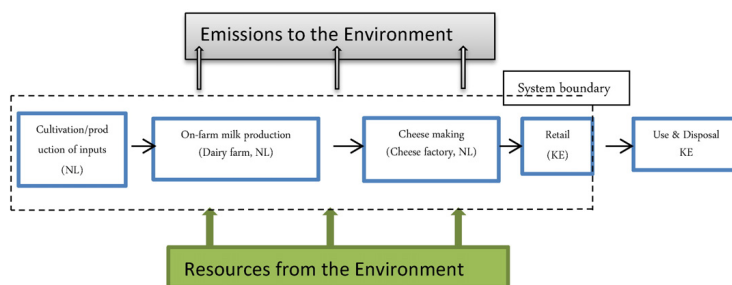 Emissions to the Environment
System boundary
Cultivation/prod
uction of inputs
(NL)
On-farm milk production
(Dairy farm, NL)
Cheese making
(Cheese factory, NL)
Retail
(KE)
Use & Disposal
KE
Resources from the Environment